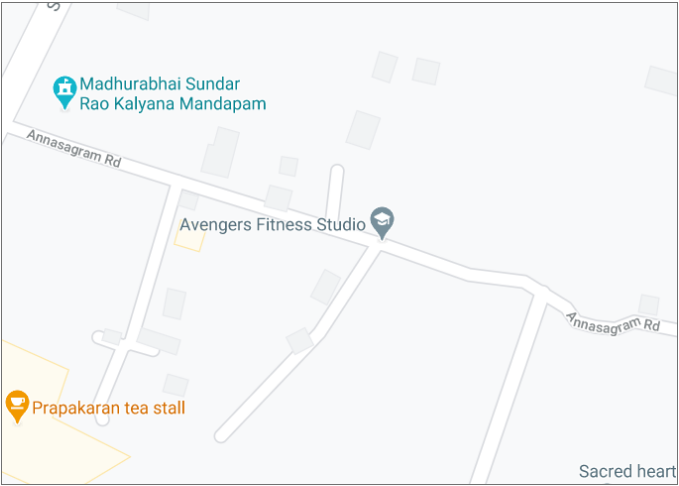 S
Madhurabhai Sundar
Rao Kalyana Mandapam
Annasagram Rd
Avengers Fitness Studio
Annasagram Rd
Prapakaran tea stall
Sacred heart